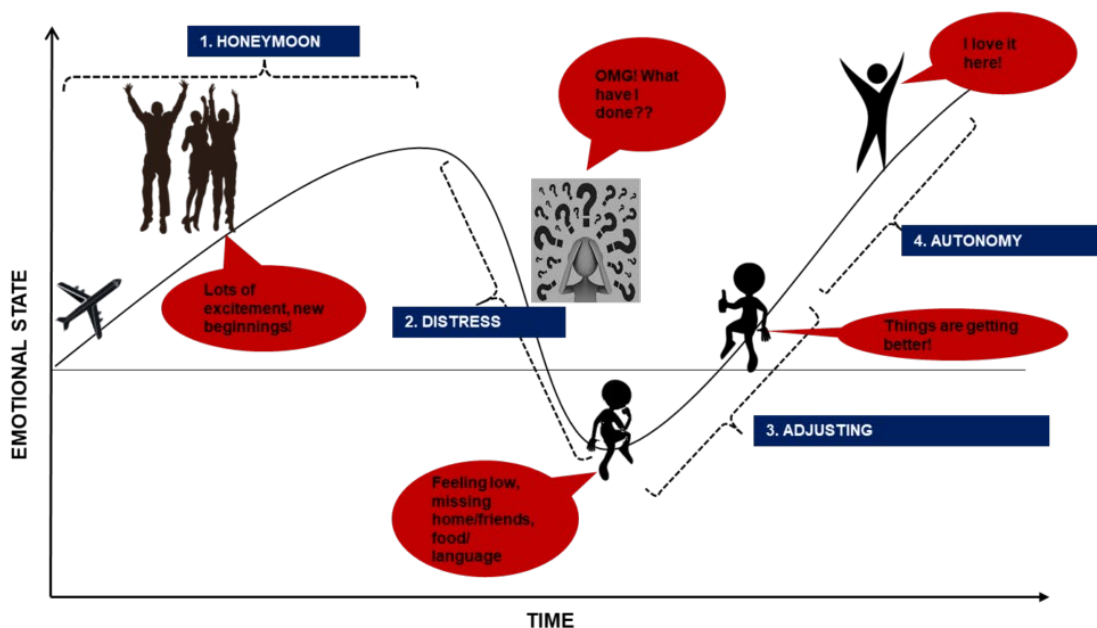 1. HONEYMOON
OMG! What
have I
done??
I love it
here!
Lots of
excitement, new
beginnings!
2. DISTRESS
4. AUTONOMY
Things are getting
better!
3. ADJUSTING
Feeling low,
missing
home/friends,
food/
language
EMOTIONAL STATE
TIME